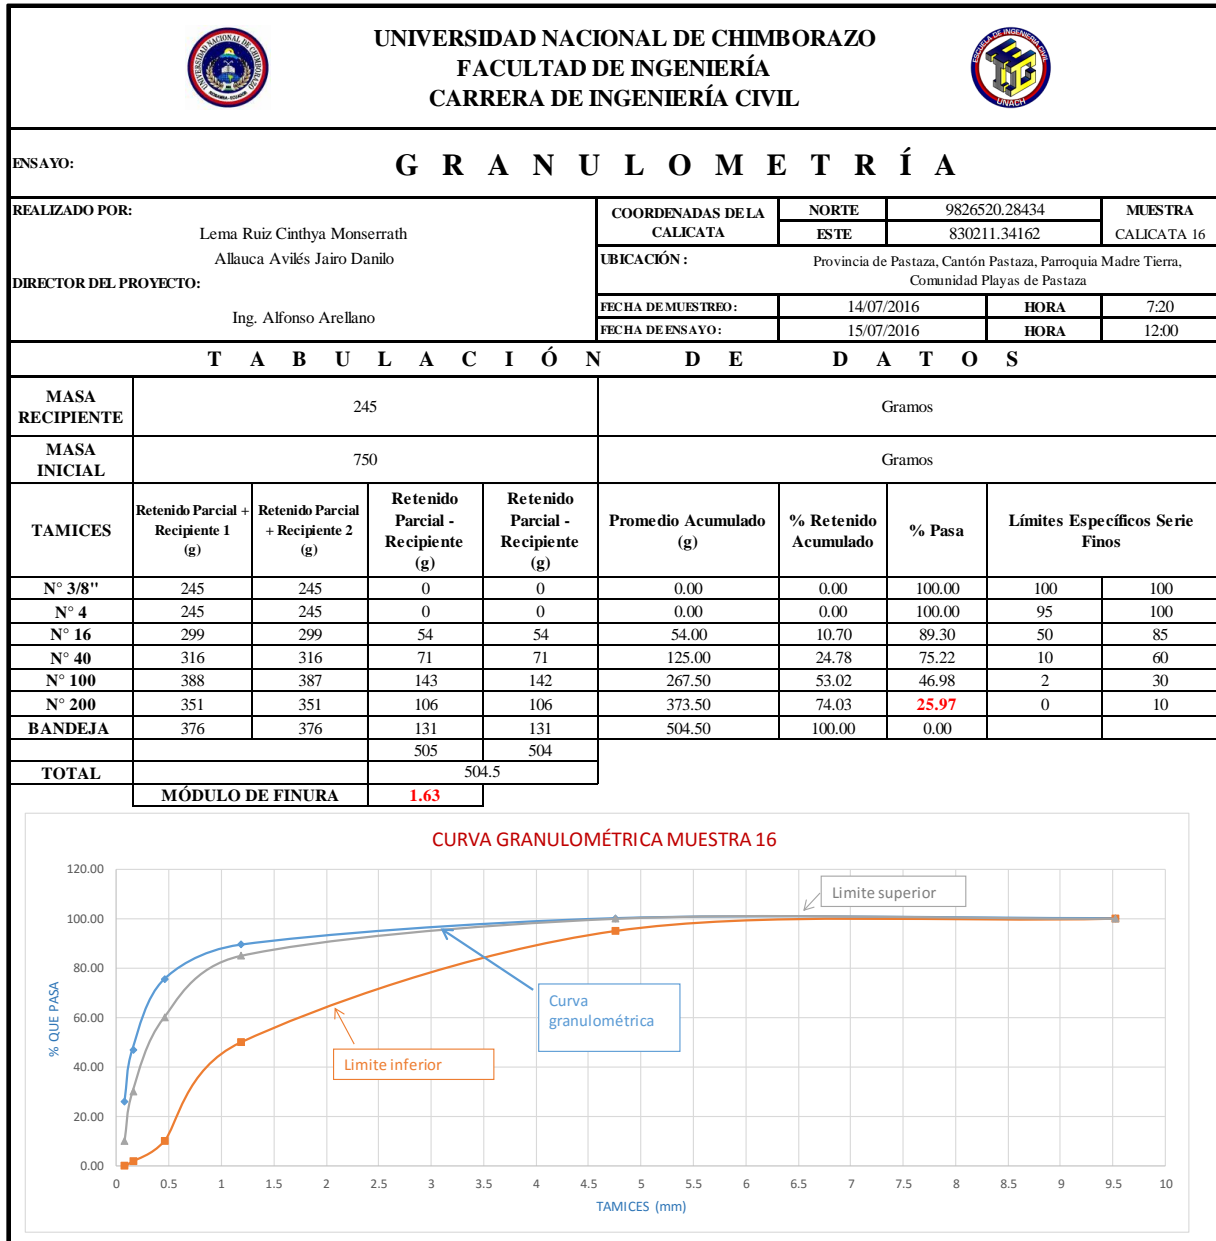 UNIVERSIDAD NACIONAL DE CHIMBORAZO
FACULTAD DE INGENIERÍA
CARRERA DE INGENIERÍA CIVIL
UNIVERSIDAD NACIONAL DE CHIMBORAZO
RIOBAMBA - ECUADOR
ESCUELA DE INGENIERIA CIVIL
UNACH
ENSAYO: G R A N U L O M E T R Í A
REALIZADO POR:
Lema Ruiz Cinthya Monserrath
Allauca Avilés Jairo Danilo
DIRECTOR DEL PROYECTO:
Ing. Alfonso Arellano
COORDENADAS DE LA CALICATA NORTE 9826520.28434 MUESTRA
ESTE 830211.34162 CALICATA 16
UBICACIÓN: Provincia de Pastaza, Cantón Pastaza, Parroquia Madre Tierra,
Comunidad Playas de Pastaza
FECHA DE MUESTREO: 14/07/2016 HORA 7:20
FECHA DE ENSAYO: 15/07/2016 HORA 12:00
T A B U L A C I Ó N D E D A T O S
MASA RECIPIENTE 245 Gramos
MASA INICIAL 750 Gramos
TAMICES Retenido Parcial + Recipiente 1 (g) Retenido Parcial + Recipiente 2 (g) Retenido Parcial - Recipiente (g) Retenido Parcial - Recipiente (g) Promedio Acumulado (g) % Retenido Acumulado % Pasa Límites Específicos Serie Finos
N° 3/8" 245 245 0 0 0.00 0.00 100.00 100 100
N° 4 245 245 0 0 0.00 0.00 100.00 95 100
N° 16 299 299 54 54 54.00 10.70 89.30 50 85
N° 40 316 316 71 71 125.00 24.78 75.22 10 60
N° 100 388 387 143 142 267.50 53.02 46.98 2 30
N° 200 351 351 106 106 373.50 74.03 25.97 0 10
BANDEJA 376 376 131 131 504.50 100.00 0.00
505 504
TOTAL 504.5
MÓDULO DE FINURA 1.63
CURVA GRANULOMÉTRICA MUESTRA 16
120.00
100.00
80.00
60.00
40.00
20.00
0.00
% QUE PASA
Limite superior
Curva
granulométrica
Limite inferior
0 0.5 1 1.5 2 2.5 3 3.5 4 4.5 5 5.5 6 6.5 7 7.5 8 8.5 9 9.5 10
TAMICES (mm)